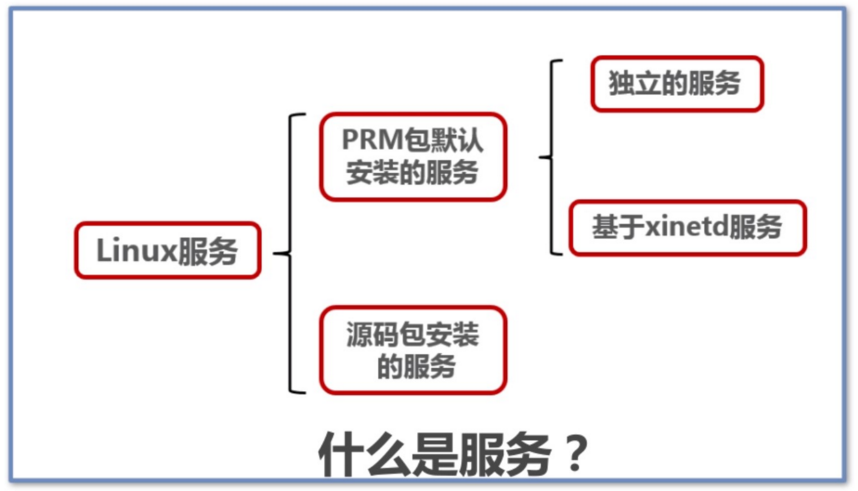 独立的服务
PRM包默认
安装的服务
基于xinetd服务
Linux服务
源码包安装
的服务
什么是服务？